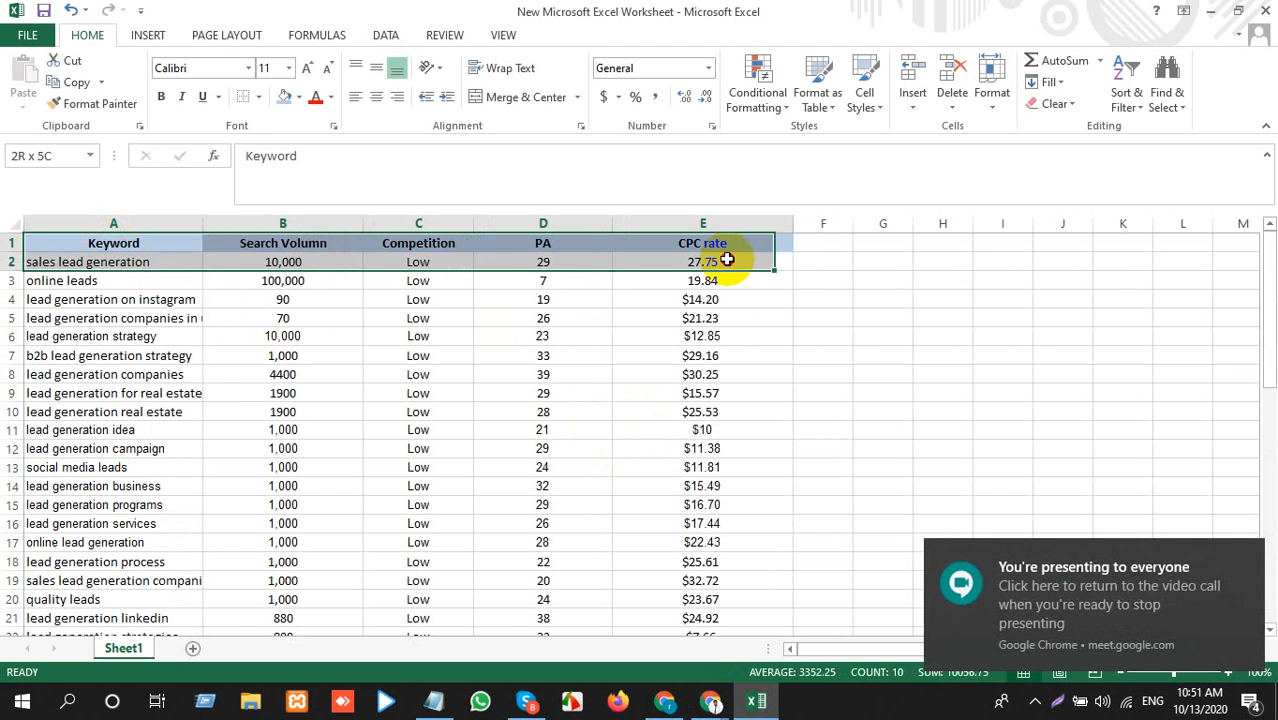 New Microsoft Excel Worksheet - Microsoft Excel
FILE HOME INSERT PAGE LAYOUT FORMULAS DATA REVIEW VIEW
Paste Cut Copy Format Painter
Calibri 11
B I U A
Wrap Text
Merge & Center
General
$ % ,
Conditional Formatting Format as Table Cell Styles
Insert Delete Format
AutoSum Fill Clear
Sort & Filter Find & Select
Clipboard Font Alignment Number Styles Cells Editing
2R x 5C fx Keyword
A B C D E F G H I J K L M
1 Keyword Search Volumn Competition PA CPC rate
2 sales lead generation 10,000 Low 29 27.75
3 online leads 100,000 Low 7 19.84
4 lead generation on instagram 90 Low 19 $14.20
5 lead generation companies in 70 Low 26 $21.23
6 lead generation strategy 10,000 Low 23 $12.85
7 b2b lead generation strategy 1,000 Low 33 $29.16
8 lead generation companies 4400 Low 39 $30.25
9 lead generation for real estate 1900 Low 29 $15.57
10 lead generation real estate 1900 Low 28 $25.53
11 lead generation idea 1,000 Low 21 $10
12 lead generation campaign 1,000 Low 29 $11.38
13 social media leads 1,000 Low 24 $11.81
14 lead generation business 1,000 Low 32 $15.49
15 lead generation programs 1,000 Low 29 $16.70
16 lead generation services 1,000 Low 26 $17.44
17 online lead generation 1,000 Low 28 $22.43
18 lead generation process 1,000 Low 22 $25.61
19 sales lead generation compani 1,000 Low 20 $32.72
20 quality leads 1,000 Low 24 $23.67
21 lead generation linkedin 880 Low 38 $24.92
You're presenting to everyone
Click here to return to the video call
when you're ready to stop
presenting
Google Chrome • meet.google.com
Sheet1
READY AVERAGE: 3352.25 COUNT: 10 SUM: 10056.75 100%
8
ENG
10:51 AM
10/13/2020
4